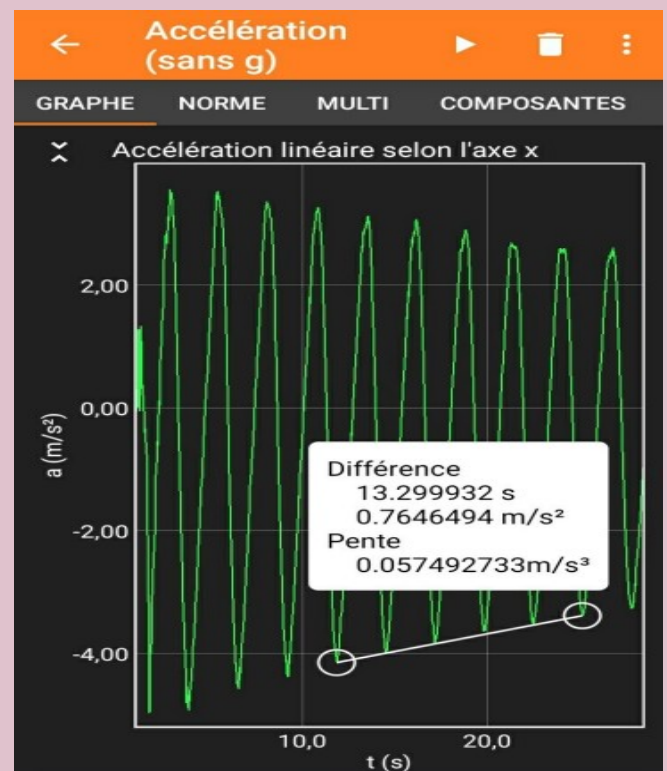 Accélération
(sans g)
GRAPHE NORME MULTI COMPOSANTES
Accélération linéaire selon l'axe x
2,00
0,00
a (m/s²)
Différence
13.299932 s
0.7646494 m/s²
Pente
0.057492733m/s³
-2,00
-4,00
10,0 20,0
t (s)